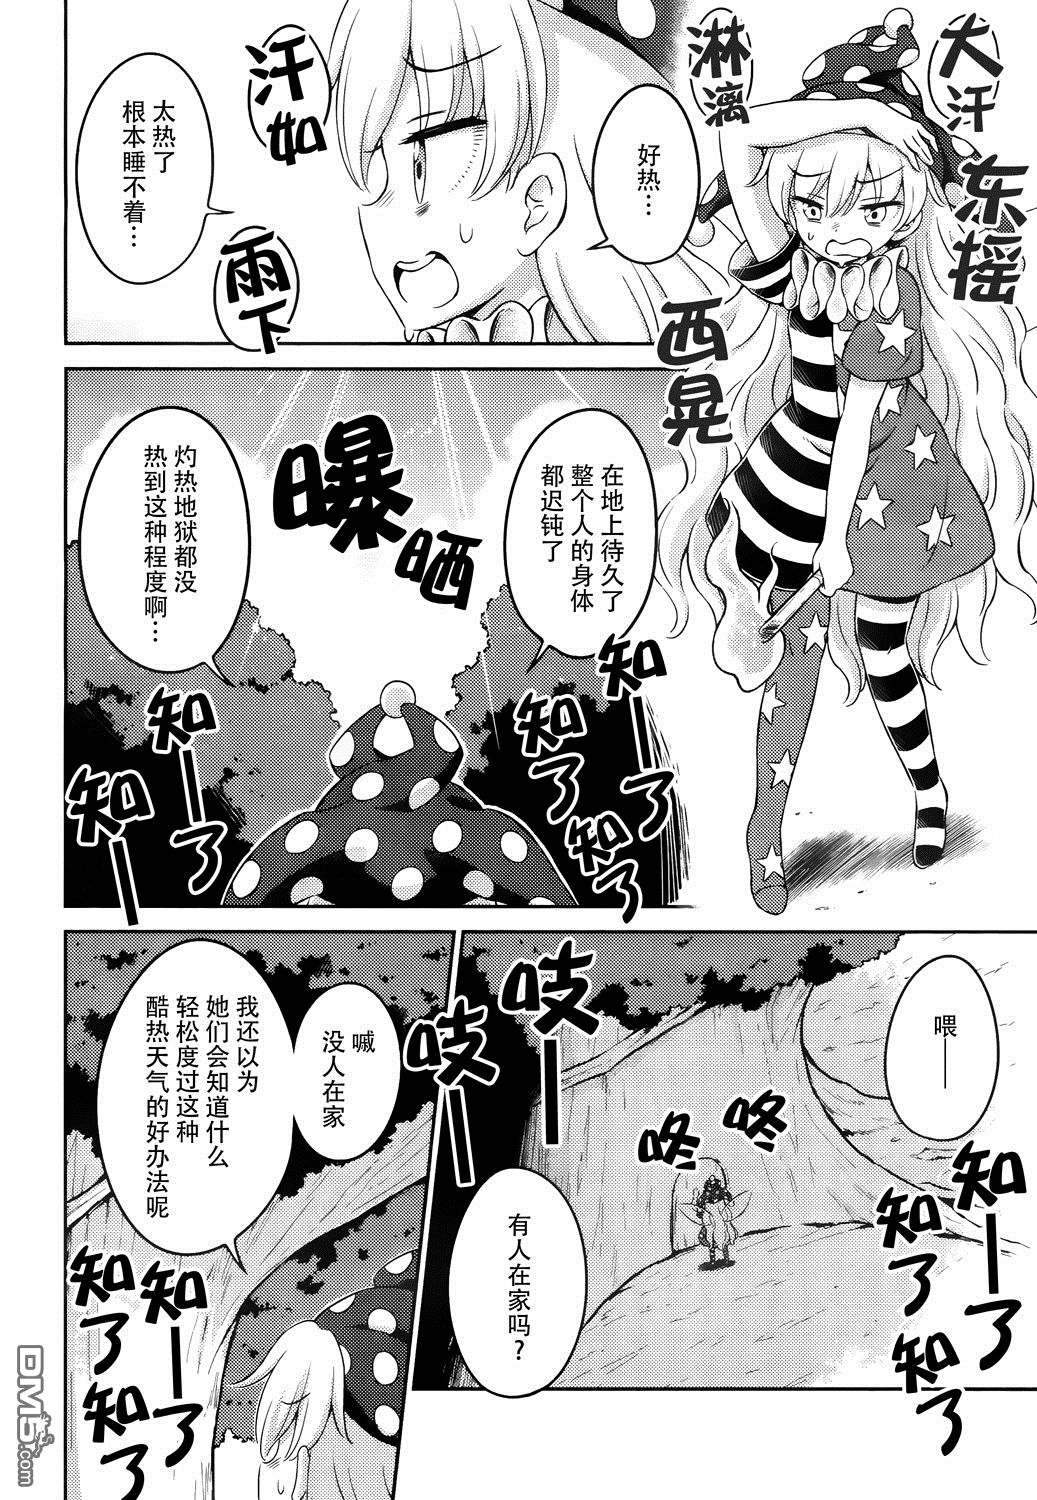 大汗
淋漓
东摇
西晃
好热…
汗如
雨下
太热了
根本睡不着…
在地上待久了
整个人的身体
都迟钝了
曝晒
灼热地狱都没
热到这种程度啊…
知—了
知了
知了
知—了
知—
喂—
知—了
知了
知了
咚咚
有人在家吗？
吱—
吱—
嘁
没人在家
我还以为
她们会知道什么
轻松度过这种
酷热天气的好办法呢
知—了
知了
知了
DM5.com